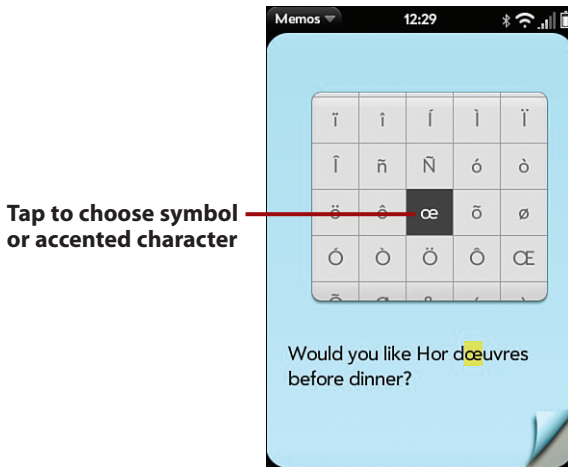 Memos 12:29
ï î Í Ì Ï
Î ñ Ñ ó ò
ö ô œ õ ø
Ó Ò Ö Ô Œ
Tap to choose symbol
or accented character
Would you like Hor dœuvres
before dinner?